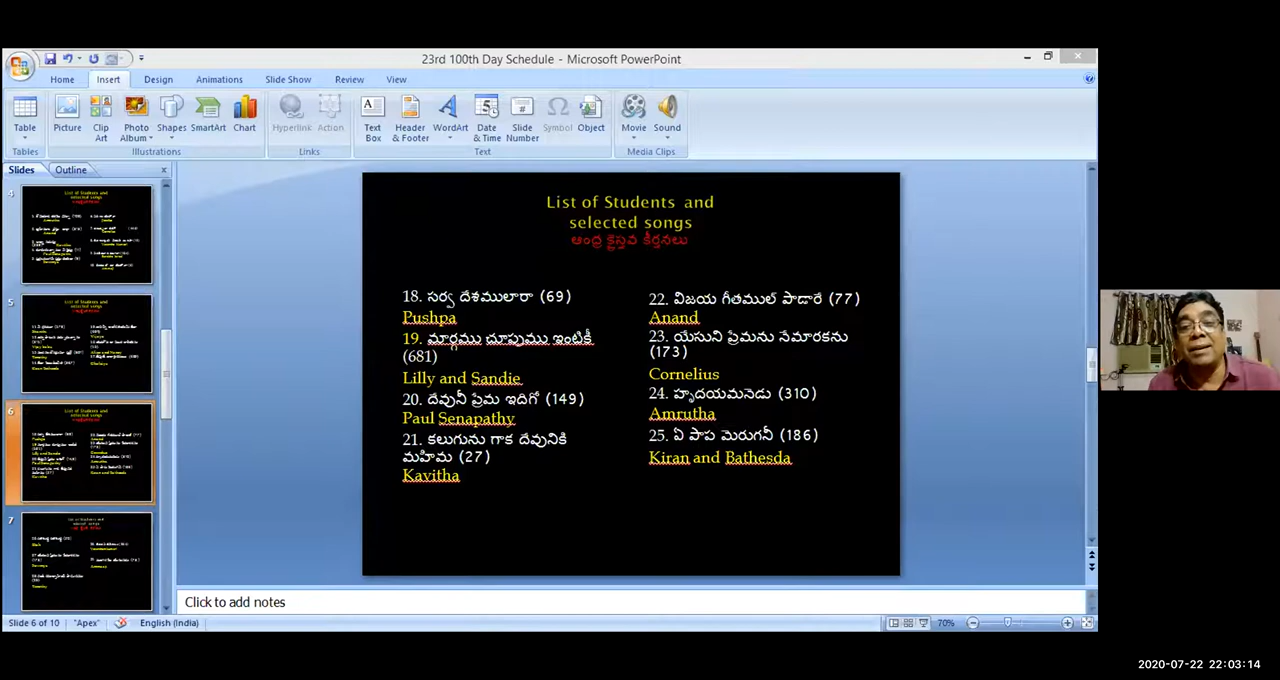 23rd 100th Day Schedule - Microsoft PowerPoint
Home Insert Design Animations Slide Show Review View
Table Picture Clip Art Photo Album Shapes SmartArt Chart Hyperlink Action Text Box Header & Footer WordArt Date & Time Slide Number Symbol Object Movie Sound
Tables Illustrations Links Text Media Clips
Slides Outline
4
5
6
7
List of Students and
selected songs
ఆంధ్ర క్రైస్తవ కీర్తనలు
18. సర్వ దేశములారా (69)
Pushpa
19. మార్గము చూపుము ఇంటికీ
(681)
Lilly and Sandie
20. దేవునీ ప్రేమ ఇదిగో (149)
Paul Senapathy
21. కలుగును గాక దేవునికి
మహిమ (27)
Kavitha
22. విజయ గీతముల్ పాడారే (77)
Anand
23. యేసుని ప్రేమను నేమారకను
(173)
Cornelius
24. హృదయమనెడు (310)
Amrutha
25. ఏ పాప మెరుగనీ (186)
Kiran and Bathesda
Click to add notes
Slide 6 of 10 "Apex" English (India) 70%
2020-07-22 22:03:14